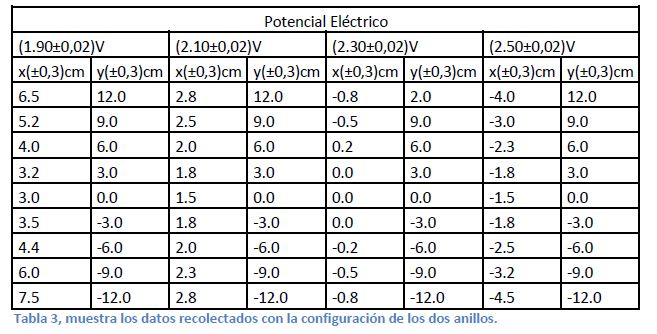 Potencial Eléctrico
(1.90±0,02)V (2.10±0,02)V (2.30±0,02)V (2.50±0,02)V
x(±0,3)cm y(±0,3)cm x(±0,3)cm y(±0,3)cm x(±0,3)cm y(±0,3)cm x(±0,3)cm y(±0,3)cm
6.5 12.0 2.8 12.0 -0.8 2.0 -4.0 12.0
5.2 9.0 2.5 9.0 -0.5 9.0 -3.0 9.0
4.0 6.0 2.0 6.0 0.2 6.0 -2.3 6.0
3.2 3.0 1.8 3.0 0.0 3.0 -1.8 3.0
3.0 0.0 1.5 0.0 0.0 0.0 -1.5 0.0
3.5 -3.0 1.8 -3.0 0.0 -3.0 -1.8 -3.0
4.4 -6.0 2.0 -6.0 -0.2 -6.0 -2.5 -6.0
6.0 -9.0 2.3 -9.0 -0.5 -9.0 -3.2 -9.0
7.5 -12.0 2.8 -12.0 -0.8 -12.0 -4.5 -12.0
Tabla 3, muestra los datos recolectados con la configuración de los dos anillos.